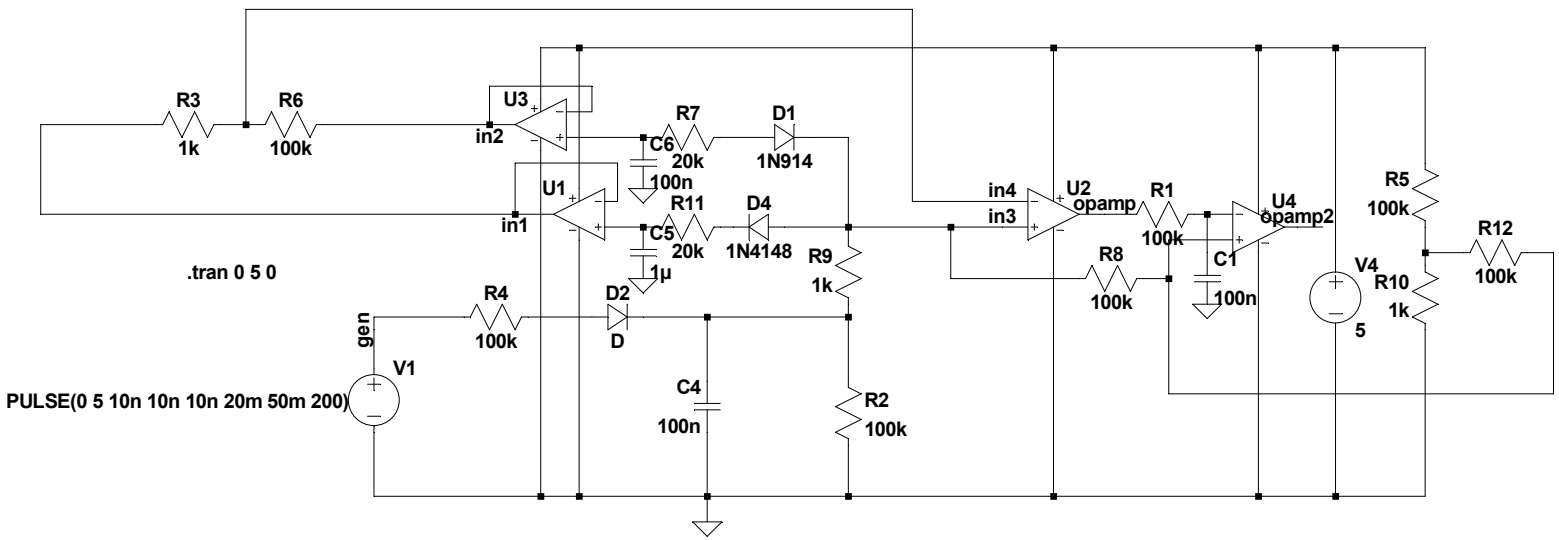 R3
1k
R6
100k
U3
in2
C6
100n
R7
20k
D1
1N914
U1
in1
C5
1µ
R11
20k
D4
1N4148
in4
in3
U2
opamp
R1
100k
U4
opamp2
C1
100n
R8
100k
R5
100k
R12
100k
V4
5
R10
1k
R9
1k
.tran 0 5 0
R4
100k
D2
D
gen
V1
PULSE(0 5 10n 10n 10n 20m 50m 200)
C4
100n
R2
100k